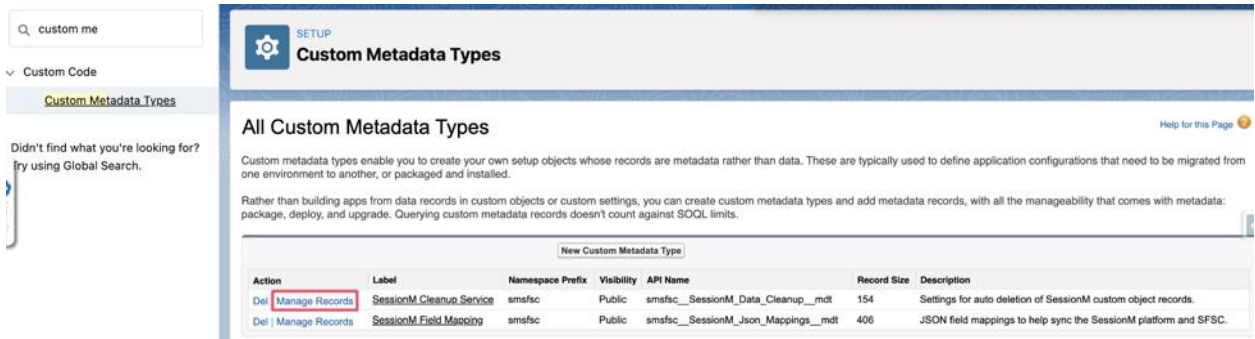 custom me
Custom Code
Custom Metadata Types
Didn't find what you're looking for?
Try using Global Search.
SETUP
Custom Metadata Types
All Custom Metadata Types
Help for this Page
Custom metadata types enable you to create your own setup objects whose records are metadata rather than data. These are typically used to define application configurations that need to be migrated from
one environment to another, or packaged and installed.
Rather than building apps from data records in custom objects or custom settings, you can create custom metadata types and add metadata records, with all the manageability that comes with metadata:
package, deploy, and upgrade. Querying custom metadata records doesn't count against SOQL limits.
New Custom Metadata Type
Action Label Namespace Prefix Visibility API Name Record Size Description
Del | Manage Records SessionM Cleanup Service smsfsc Public smsfsc__SessionM_Data_Cleanup__mdt 154 Settings for auto deletion of SessionM custom object records.
Del | Manage Records SessionM Field Mapping smsfsc Public smsfsc__SessionM_Json_Mappings__mdt 406 JSON field mappings to help sync the SessionM platform and SFSC.